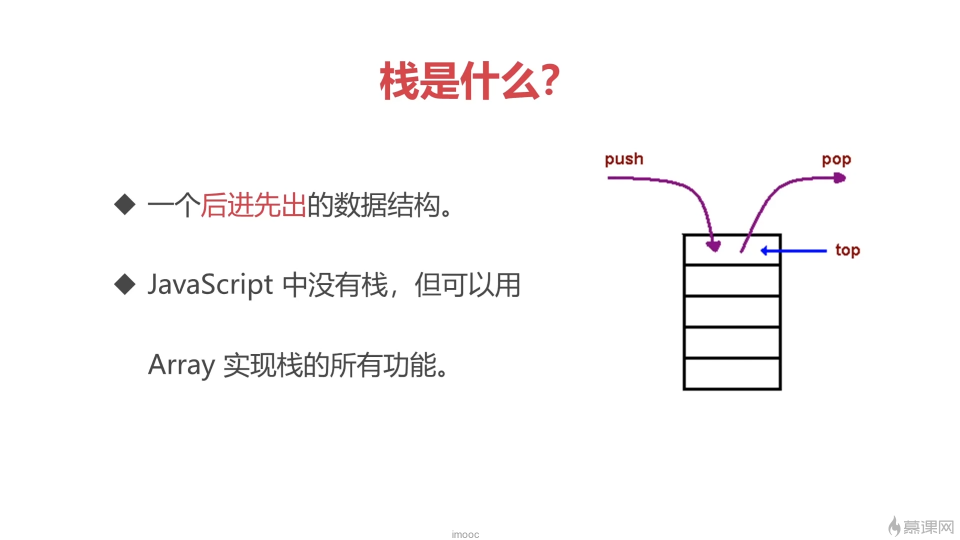 栈是什么？
push
pop
◆ 一个后进先出的数据结构。
top
◆ JavaScript 中没有栈，但可以用
Array 实现栈的所有功能。
imooc
慕课网